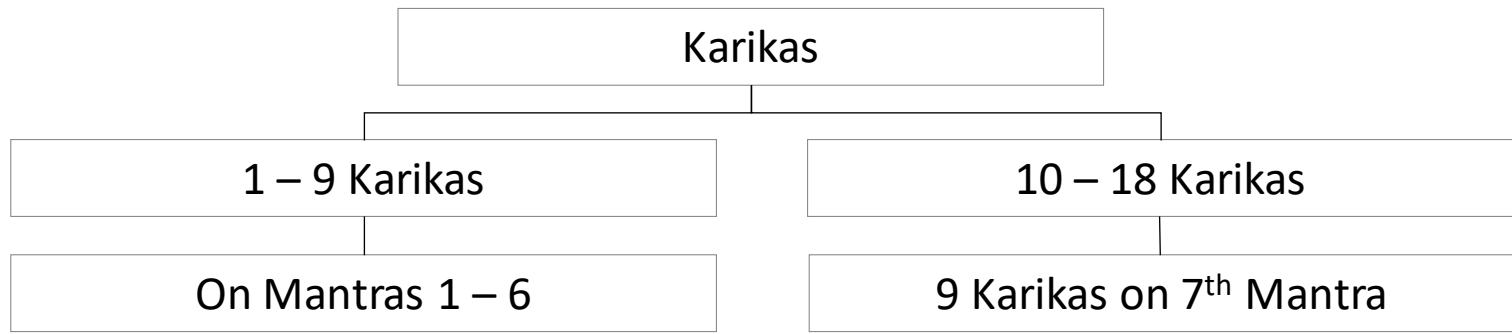 Karikas
1 – 9 Karikas
10 – 18 Karikas
On Mantras 1 – 6
9 Karikas on 7th Mantra